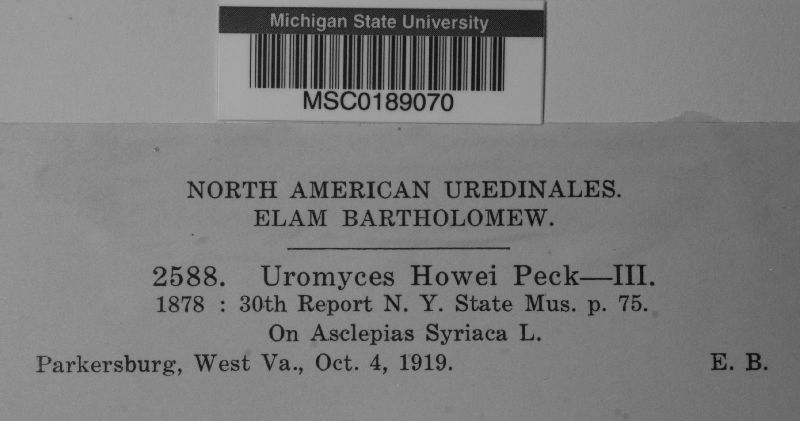 Michigan State University
MSC0189070
NORTH AMERICAN UREDINALES.
ELAM BARTHOLOMEW.
2588. Uromyces Howei Peck—III.
1878 : 30th Report N. Y. State Mus. p. 75.
On Asclepias Syriaca L.
Parkersburg, West Va., Oct. 4, 1919. E. B.